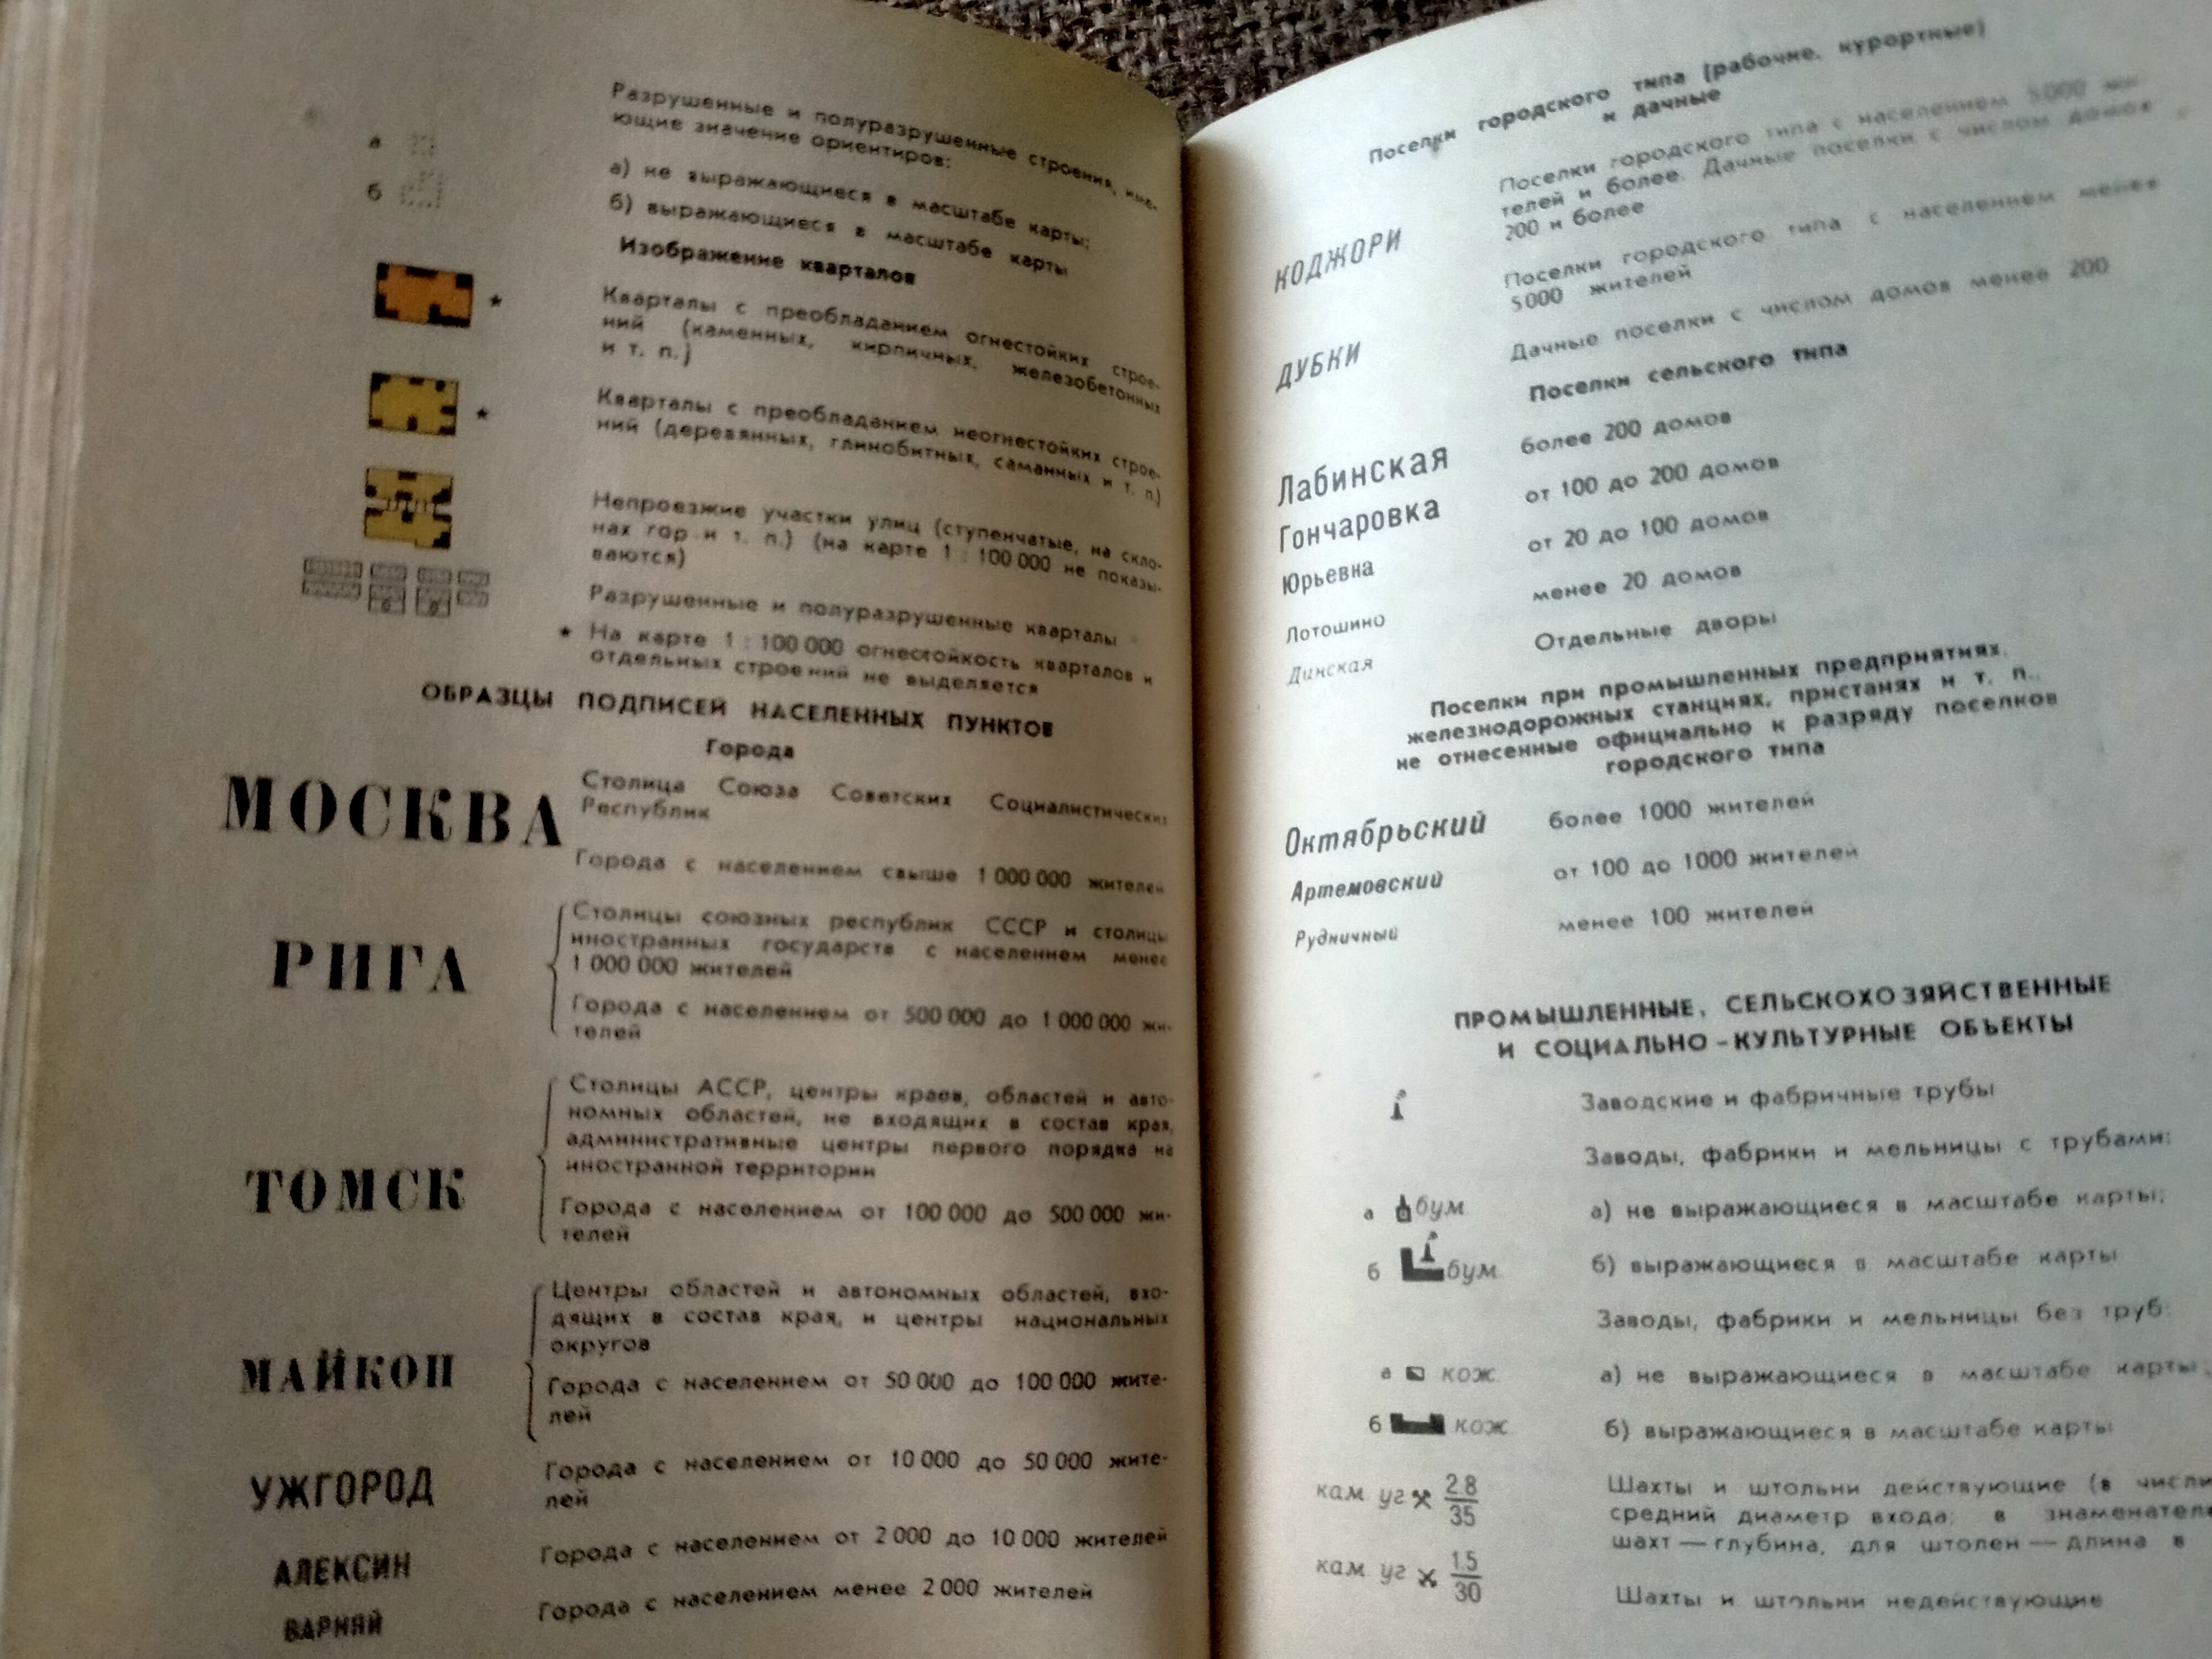 Разрушенные и полуразрушенные строения, име-
ющие значение ориентиров:
а
а) не выражающиеся в масштабе карты;
б
б) выражающиеся в масштабе карты
Изображение кварталов
★
Кварталы с преобладанием огнестойких строе-
ний (каменных, кирпичных, железобетонных
и т. п.)
★
Кварталы с преобладанием неогнестойких строе-
ний (деревянных, глинобитных, саманных и т. п.)
Непроезжие участки улиц (ступенчатые, на скло-
нах гор и т. п.) (на карте 1 : 100 000 не показы-
ваются)
Разрушенные и полуразрушенные кварталы
★ На карте 1 : 100 000 огнестойкость кварталов и
отдельных строений не выделяется
ОБРАЗЦЫ ПОДПИСЕЙ НАСЕЛЕННЫХ ПУНКТОВ
Города
МОСКВА
Столица Союза Советских Социалистических
Республик
Города с населением свыше 1 000 000 жителей
РИГА
Столицы союзных республик СССР и столицы
иностранных государств с населением менее
1 000 000 жителей
Города с населением от 500 000 до 1 000 000 жи-
телей
ТОМСК
Столицы АССР, центры краев, областей и авто-
номных областей, не входящих в состав края,
административные центры первого порядка на
иностранной территории
Города с населением от 100 000 до 500 000 жи-
телей
МАЙКОП
Центры областей и автономных областей, вхо-
дящих в состав края, и центры национальных
округов
Города с населением от 50 000 до 100 000 жите-
лей
УЖГОРОД
Города с населением от 10 000 до 50 000 жите-
лей
АЛЕКСИН
Города с населением от 2 000 до 10 000 жителей
ВАРНЯЙ
Города с населением менее 2 000 жителей
Поселки городского типа (рабочие, курортные)
и дачные
КОДЖОРИ
Поселки городского типа с населением 5 000 жи-
телей и более. Дачные поселки с числом домов
200 и более
ДУБКИ
Поселки городского типа с населением менее
5 000 жителей
Дачные поселки с числом домов менее 200
Поселки сельского типа
Лабинская
более 200 домов
Гончаровка
от 100 до 200 домов
Юрьевка
от 20 до 100 домов
Лотошино
менее 20 домов
Динская
Отдельные дворы
Поселки при промышленных предприятиях,
железнодорожных станциях, пристанях и т. п.,
не отнесенные официально к разряду поселков
городского типа
Октябрьский
более 1000 жителей
Артемовский
от 100 до 1000 жителей
Рудничный
менее 100 жителей
ПРОМЫШЛЕННЫЕ, СЕЛЬСКОХОЗЯЙСТВЕННЫЕ
И СОЦИАЛЬНО-КУЛЬТУРНЫЕ ОБЪЕКТЫ
Заводские и фабричные трубы
Заводы, фабрики и мельницы с трубами:
а бум.
а) не выражающиеся в масштабе карты;
б бум.
б) выражающиеся в масштабе карты
Заводы, фабрики и мельницы без труб:
а кож.
а) не выражающиеся в масштабе карты;
б кож.
б) выражающиеся в масштабе карты
кам. уг. 2.8
35
Шахты и штольни действующие (в числи
средний диаметр входа; в знаменателе
шахт — глубина, для штолен — длина в
кам. уг. 1.5
30
Шахты и штольни недействующие